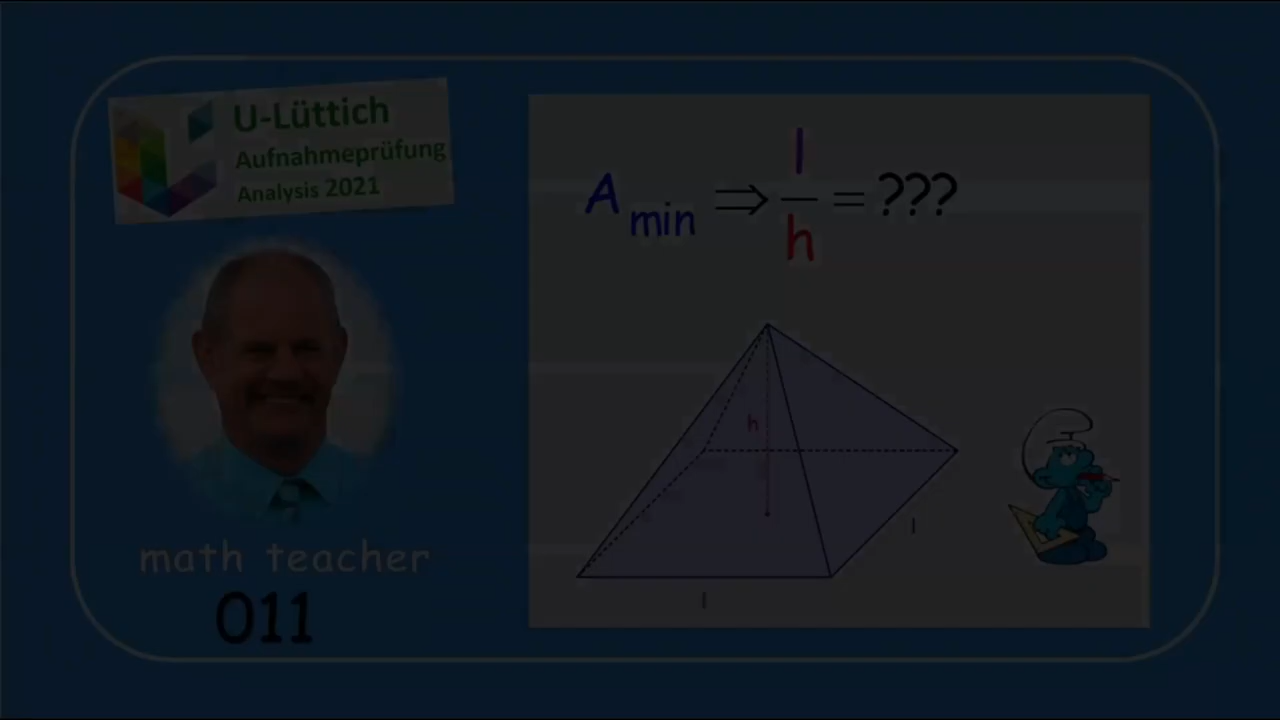 U-Lüttich
Aufnahmeprüfung
Analysis 2021
A min ⇒ l/h = ???
h
l
l
math teacher
011